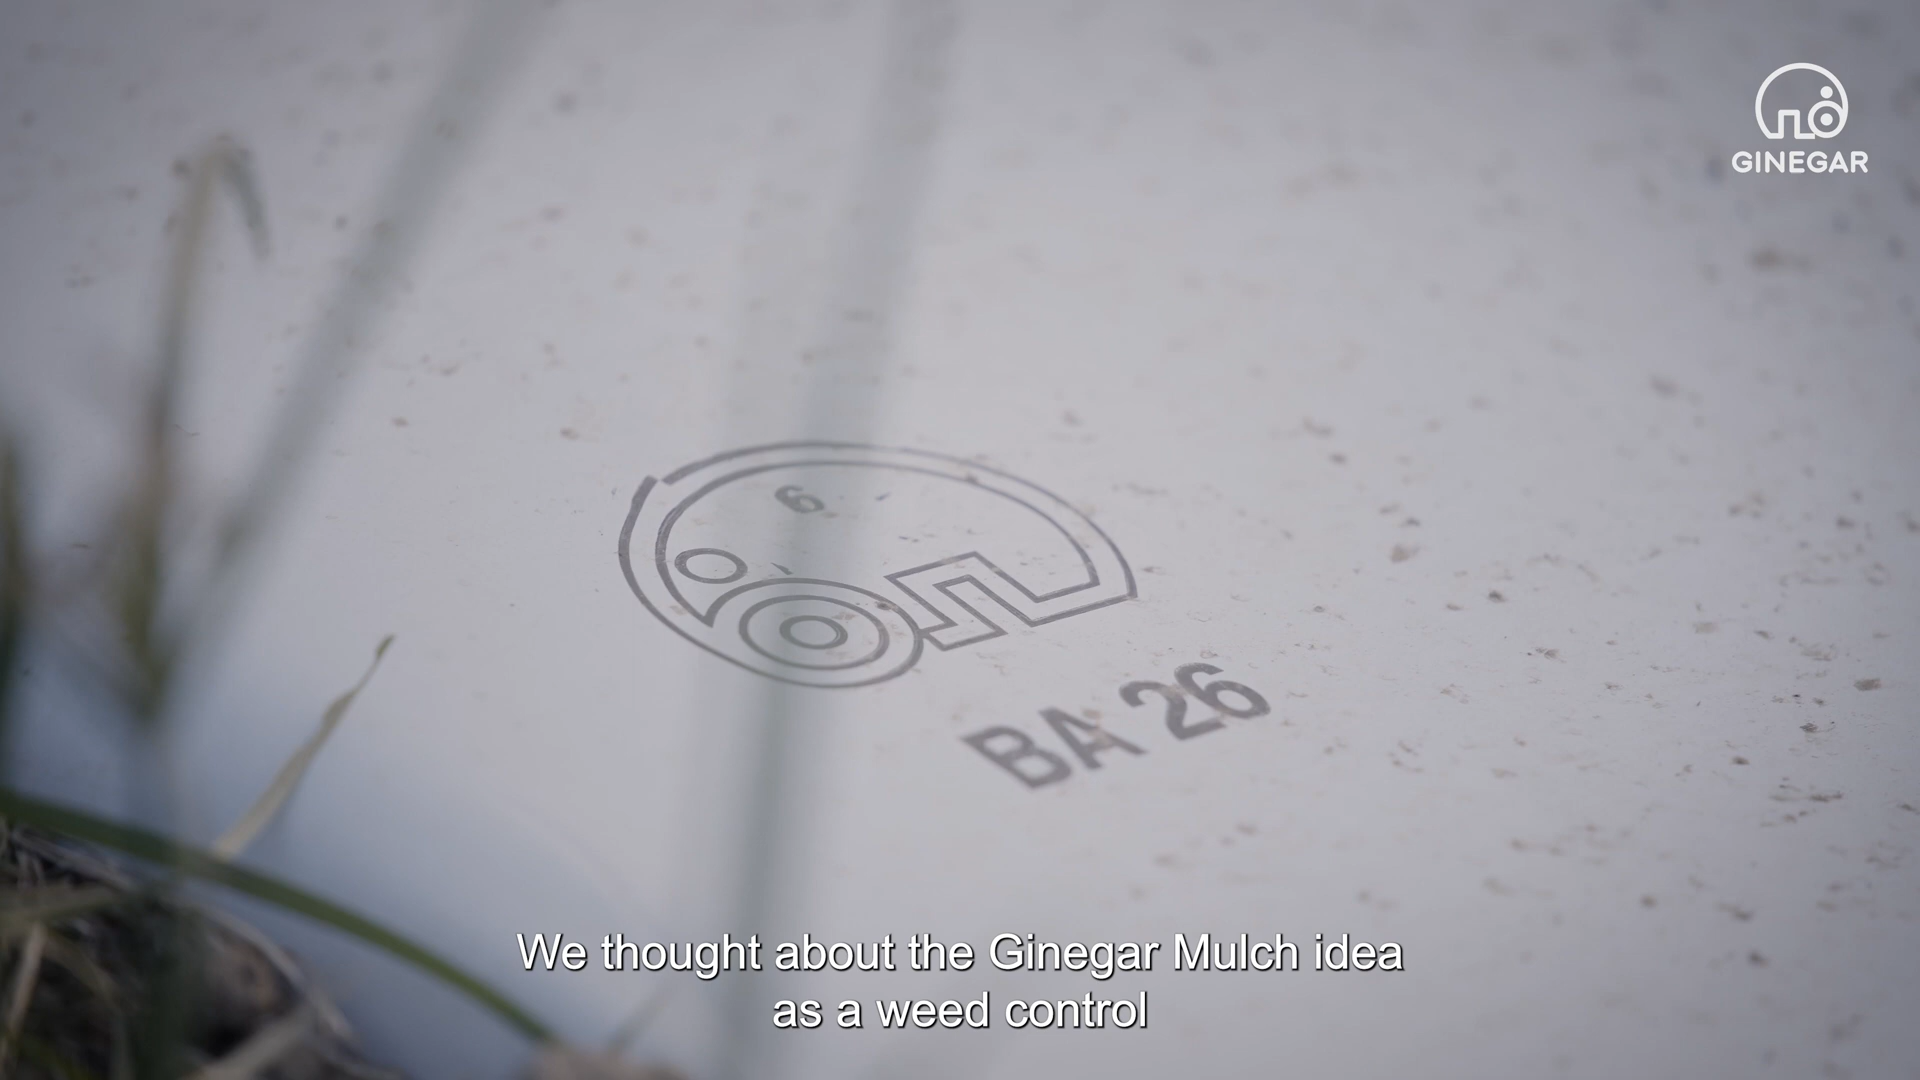 GINEGAR
6.
BA 26
We thought about the Ginegar Mulch idea
as a weed control